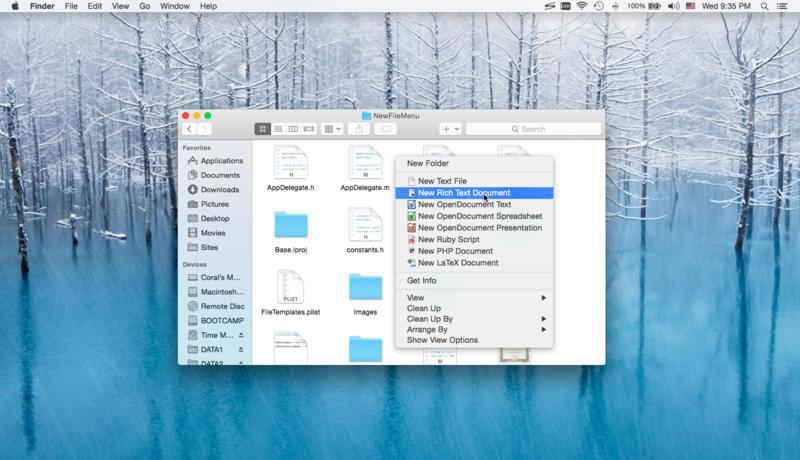 Finder File Edit View Go Window Help
100% Wed 9:35 PM
NewFileMenu
Search
Favorites
Applications
Documents
Downloads
Pictures
Desktop
Movies
Sites
Devices
Coral's M...
Macintosh...
Remote Disc
BOOTCAMP
Time M...
DATA1
DATA2
H
AppDelegate.h
M
AppDelegate.m
Base.lproj
H
constants.h
PLIST
FileTemplates.plist
Images
New Folder
New Text File
New Rich Text Document
New OpenDocument Text
New OpenDocument Spreadsheet
New OpenDocument Presentation
New Ruby Script
New PHP Document
New LaTeX Document
Get Info
View
Clean Up
Clean Up By
Arrange By
Show View Options
H
M